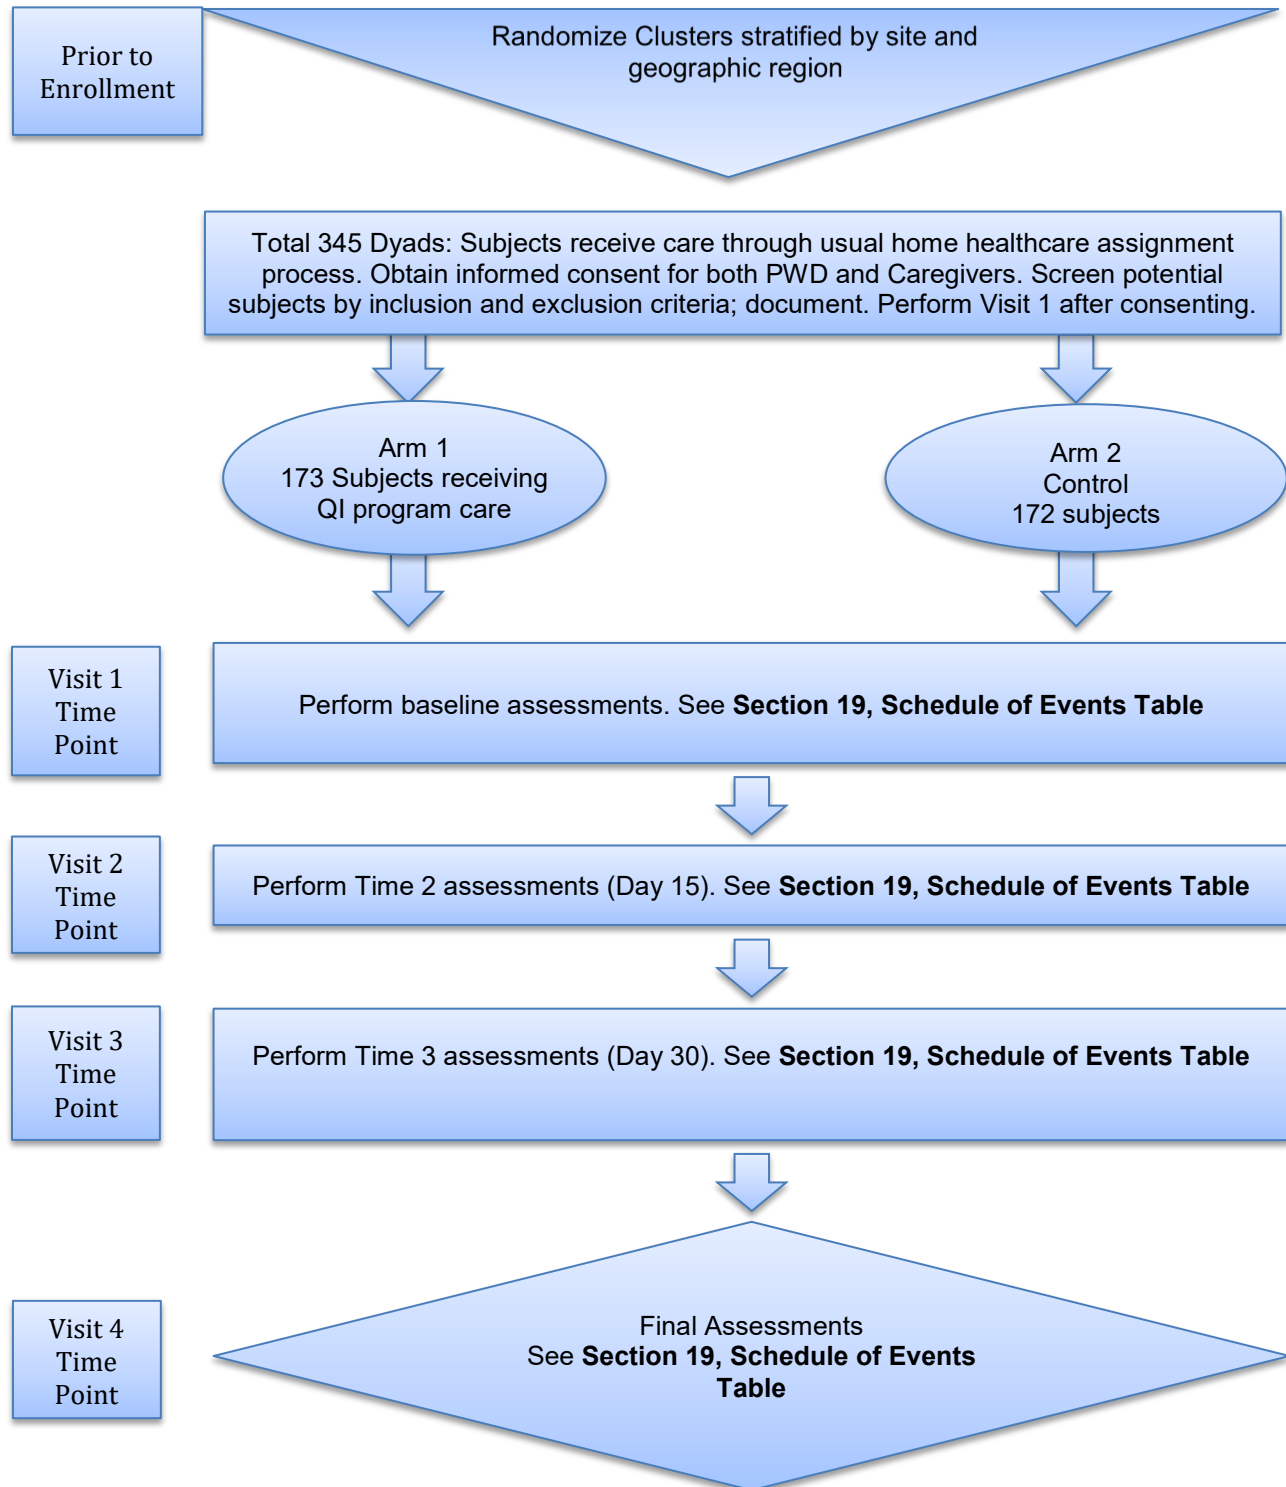 Prior to
Enrollment
Randomize Clusters stratified by site and
geographic region
Total 345 Dyads: Subjects receive care through usual home healthcare assignment
process. Obtain informed consent for both PWD and Caregivers. Screen potential
subjects by inclusion and exclusion criteria; document. Perform Visit 1 after consenting.
Arm 1
173 Subjects receiving
QI program care
Arm 2
Control
172 subjects
Visit 1
Time
Point
Perform baseline assessments. See Section 19, Schedule of Events Table
Visit 2
Time
Point
Perform Time 2 assessments (Day 15). See Section 19, Schedule of Events Table
Visit 3
Time
Point
Perform Time 3 assessments (Day 30). See Section 19, Schedule of Events Table
Visit 4
Time
Point
Final Assessments
See Section 19, Schedule of Events
Table